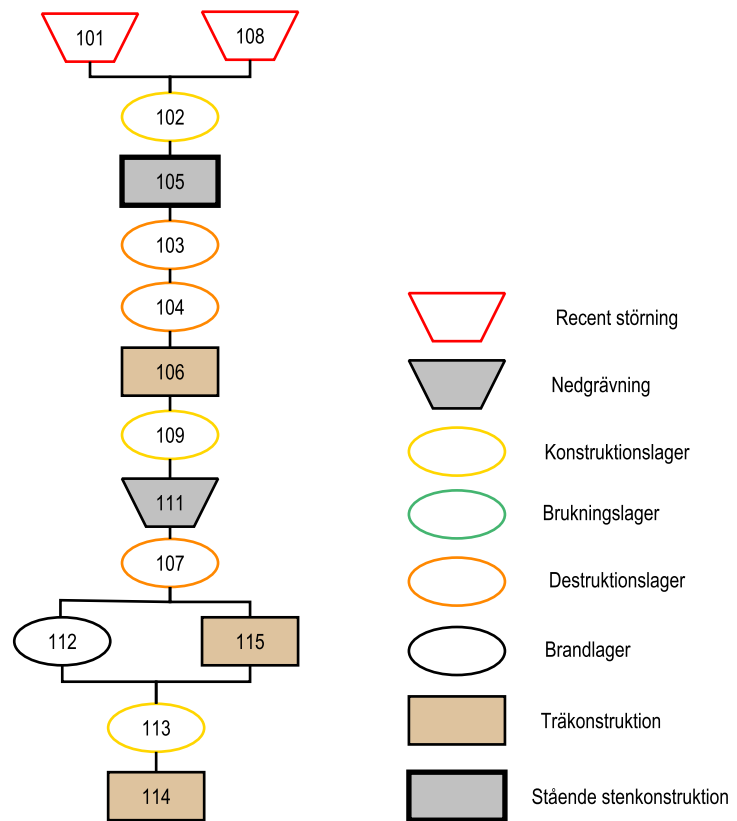 101 108
102
105
103
104
106
109
111
107
112 115
113
114
Recent störning
Nedgrävning
Konstruktionslager
Brukningslager
Destruktionslager
Brandlager
Träkonstruktion
Stående stenkonstruktion